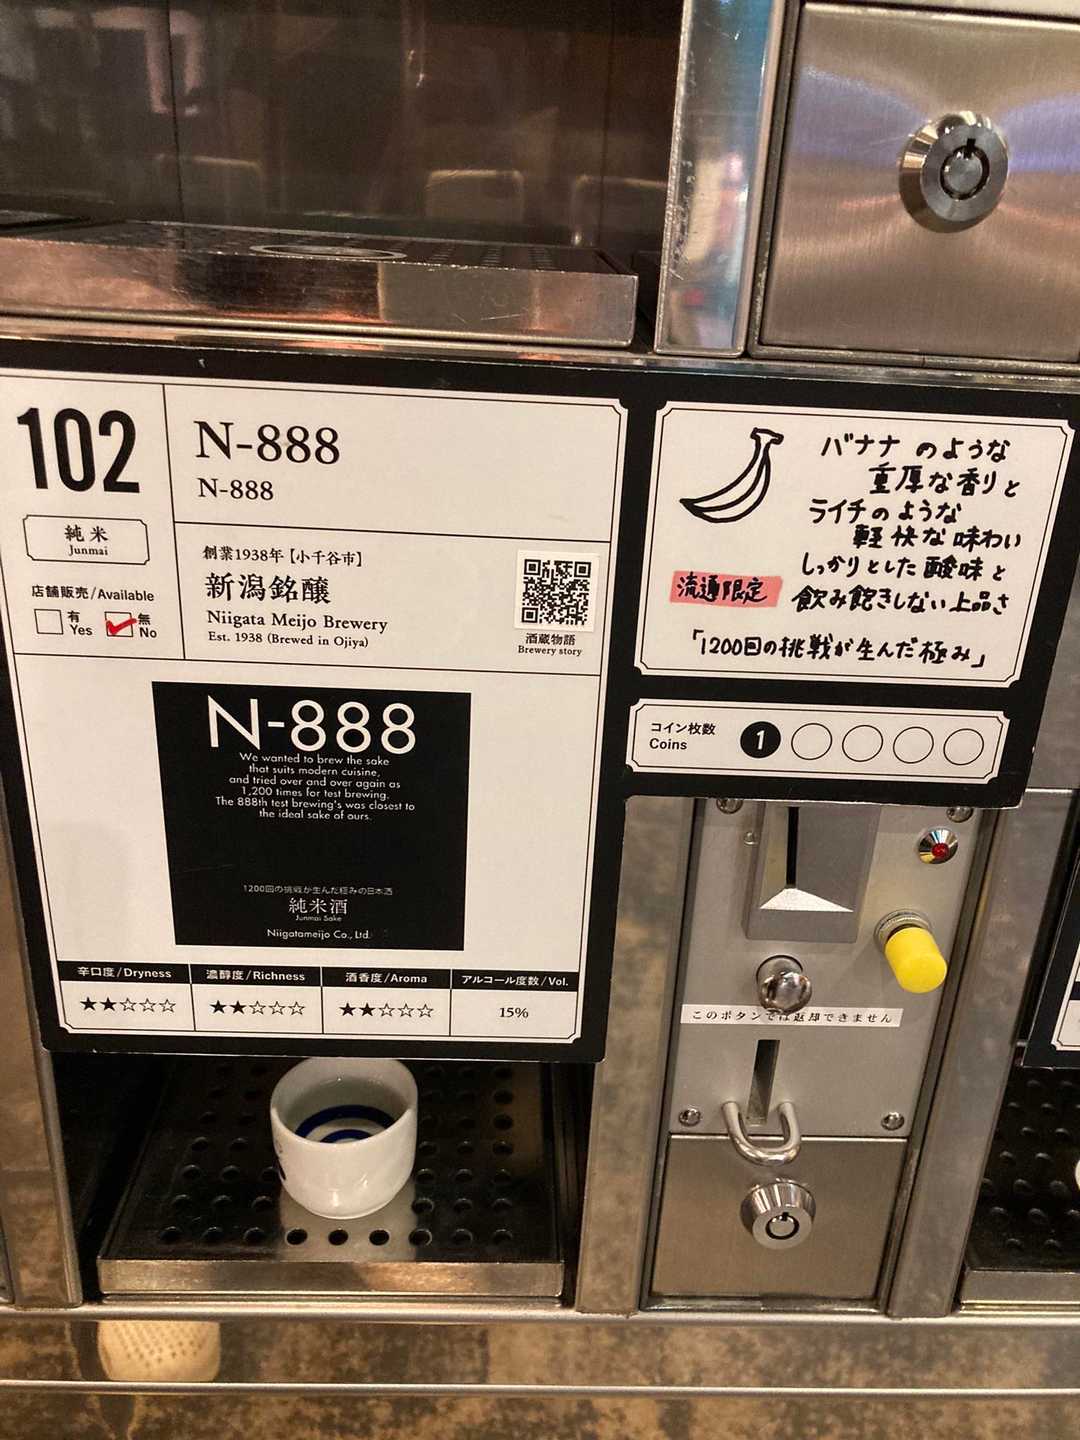 102
純米
Junmai
店舗販売/Available
有
Yes
無
No
N-888
N-888
創業1938年【小千谷市】
新潟銘醸
Niigata Meijo Brewery
Est. 1938 (Brewed in Ojiya)
酒蔵物語
Brewery story
N-888
We wanted to brew the sake
that suits modern cuisine,
and tried over and over again as
1,200 times for test brewing.
The 888th test brewing's was closest to
the ideal sake of ours.
1200回の挑戦が生んだ極みの日本酒
純米酒
Junmai Sake
Niigatameijo Co., Ltd.
辛口度/Dryness
濃醇度/Richness
酒香度/Aroma
アルコール度数/Vol.
★★☆☆☆
★★☆☆☆
★★☆☆☆
15%
バナナのような
重厚な香りと
ライチのような
軽快な味わい
しっかりとした酸味と
流通限定
飲み飽きしない上品さ
「1200回の挑戦が生んだ極み」
コイン枚数
Coins
1
このボタンでは返却できません